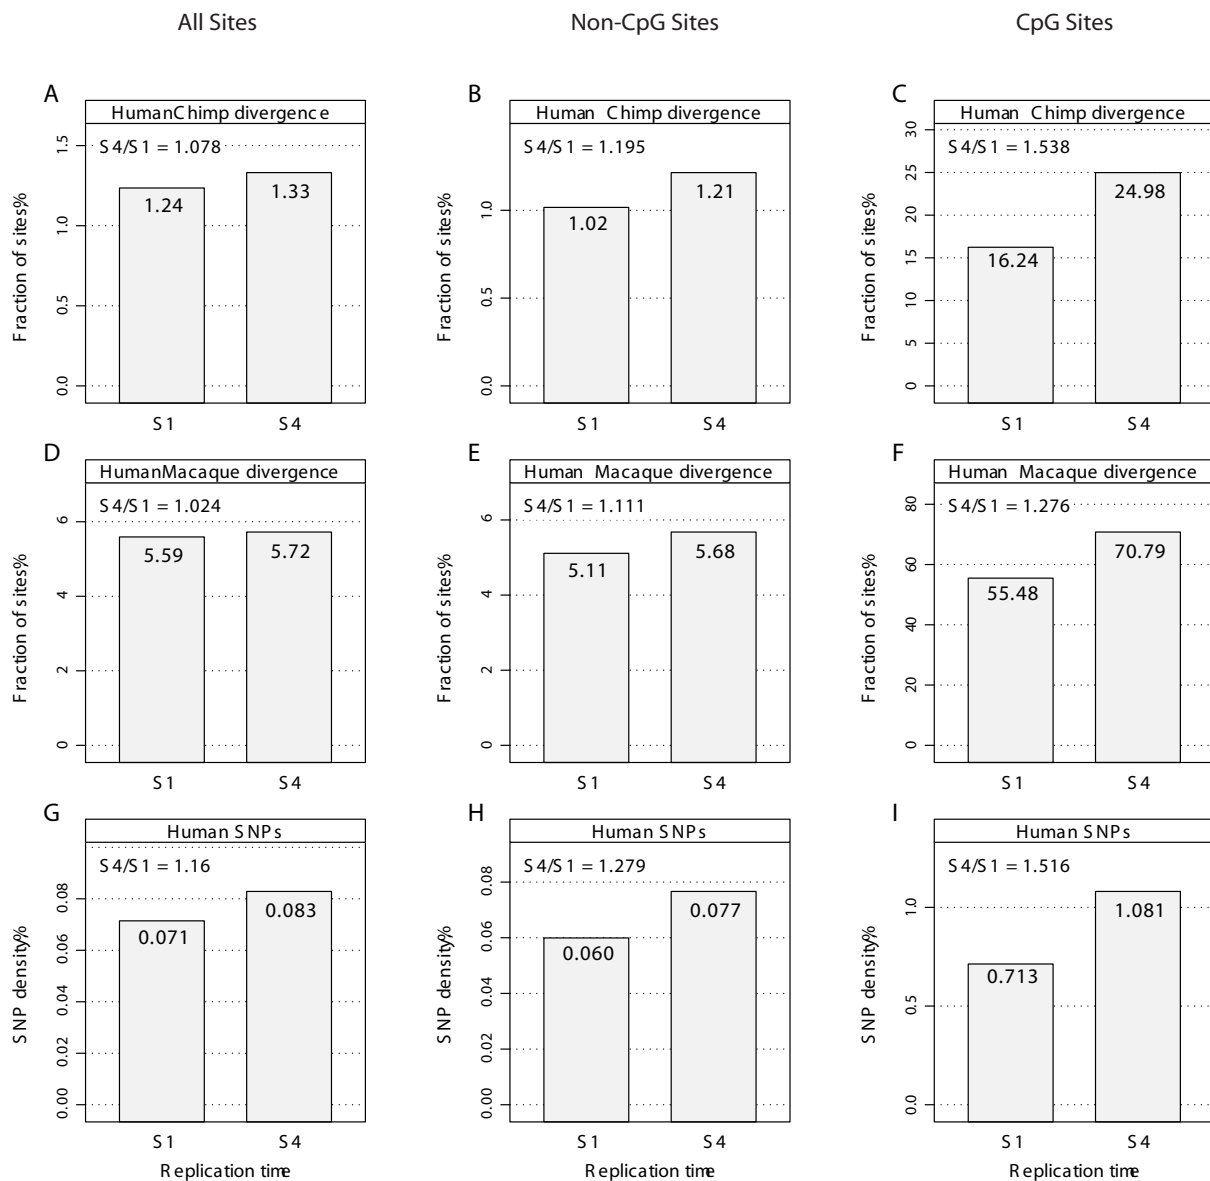 All Sites
Non-CpG Sites
CpG Sites
A
HumanChimp divergence
S4/S1 = 1.078
1.24
1.33
Fraction of sites%
0.0
0.5
1.0
1.5
S1
S4
B
Human Chimp divergence
S4/S1 = 1.195
1.02
1.21
Fraction of sites%
0.0
0.5
1.0
S1
S4
C
Human Chimp divergence
S4/S1 = 1.538
16.24
24.98
Fraction of sites%
0
5
10
15
20
25
30
S1
S4
D
HumanMacaque divergence
S4/S1 = 1.024
5.59
5.72
Fraction of sites%
0
2
4
6
S1
S4
E
Human Macaque divergence
S4/S1 = 1.111
5.11
5.68
Fraction of sites%
0
2
4
6
S1
S4
F
Human Macaque divergence
S4/S1 = 1.276
55.48
70.79
Fraction of sites%
0
20
40
60
80
S1
S4
G
Human SNPs
S4/S1 = 1.16
0.071
0.083
SNP density%
0.00
0.02
0.04
0.06
0.08
S1
S4
Replication time
H
Human SNPs
S4/S1 = 1.279
0.060
0.077
SNP density%
0.00
0.02
0.04
0.06
0.08
S1
S4
Replication time
I
Human SNPs
S4/S1 = 1.516
0.713
1.081
SNP density%
0.0
0.5
1.0
S1
S4
Replication time